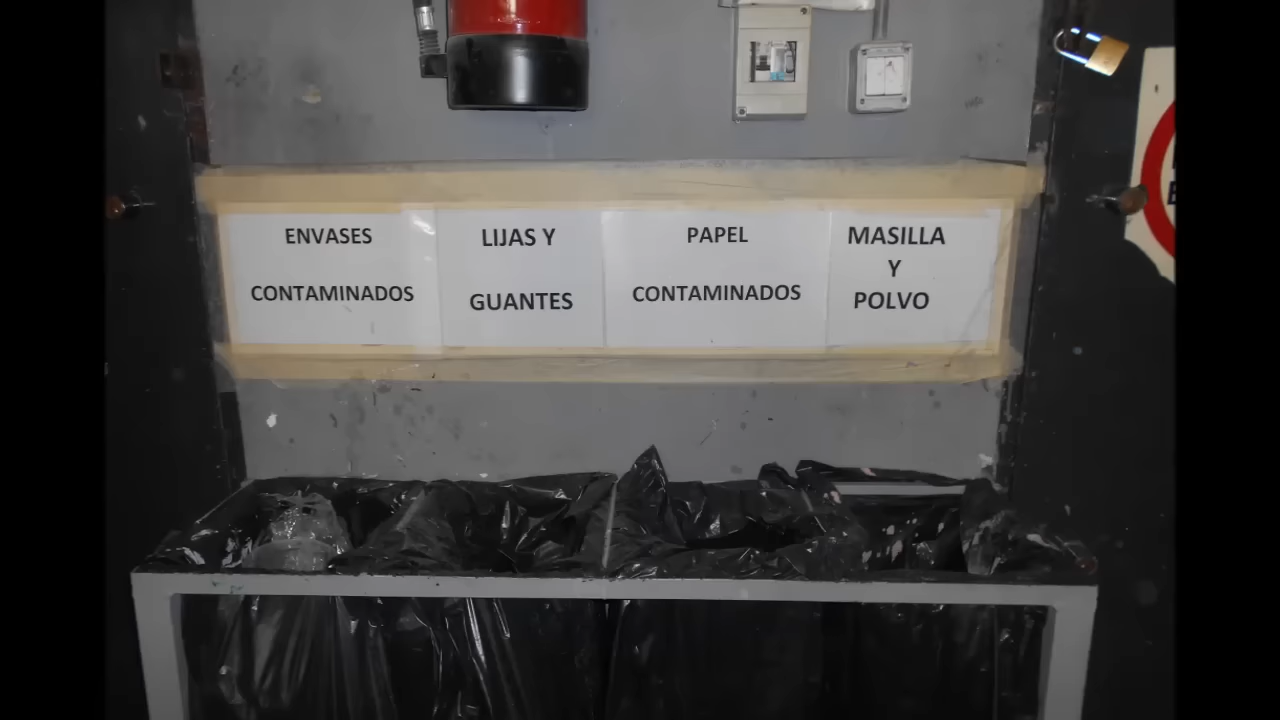 ENVASES
CONTAMINADOS
LIJAS Y
GUANTES
PAPEL
CONTAMINADOS
MASILLA
Y
POLVO